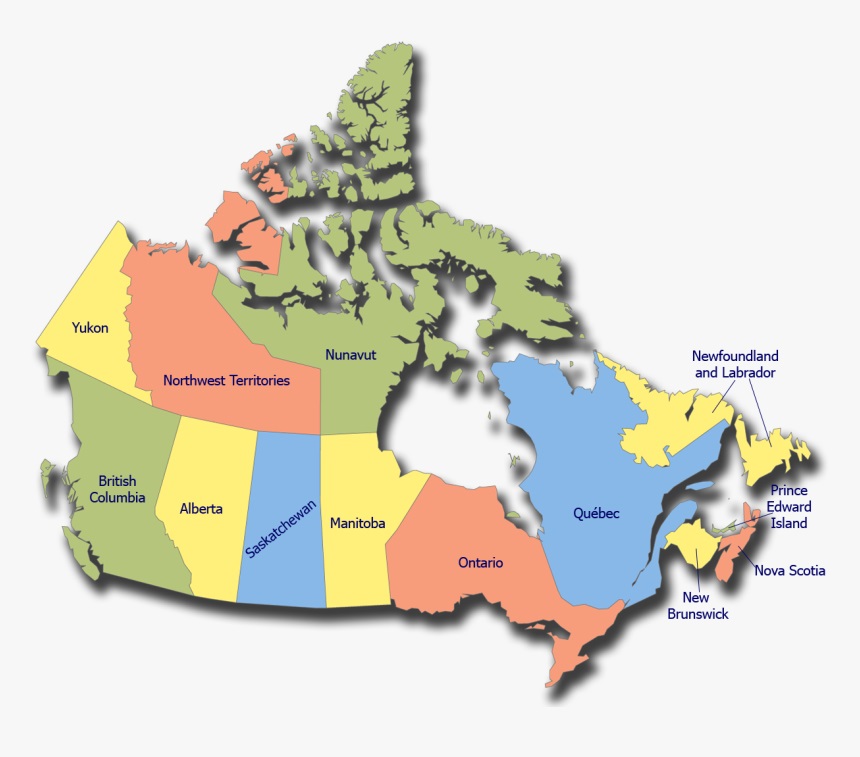 Yukon
Northwest Territories
Nunavut
Newfoundland
and Labrador
British
Columbia
Alberta
Saskatchewan
Manitoba
Ontario
Québec
Prince
Edward
Island
Nova Scotia
New
Brunswick